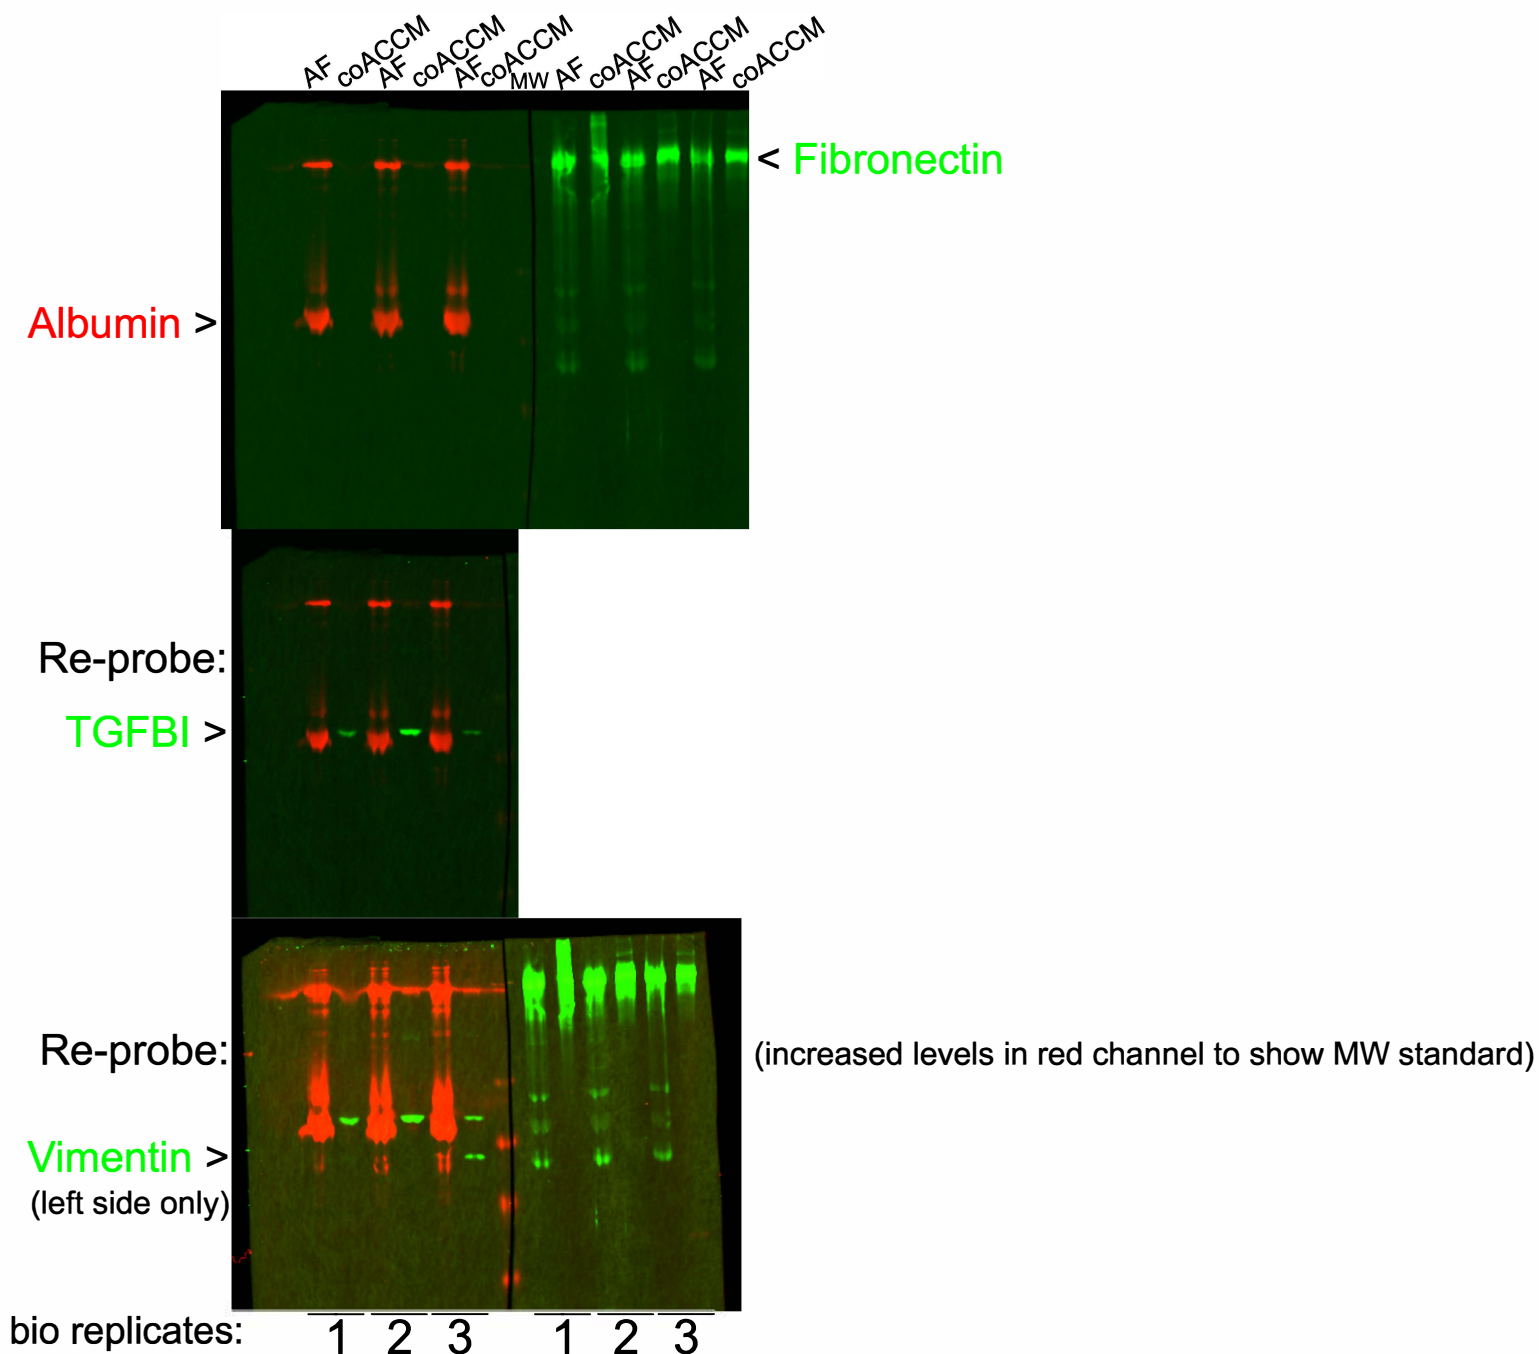 AF coACCM AF coACCM AF coACCM MW AF coACCM AF coACCM AF coACCM
< Fibronectin
Albumin >
Re-probe:
TGFBI >
Re-probe:
(increased levels in red channel to show MW standard)
Vimentin >
(left side only)
bio replicates: 1 2 3 1 2 3